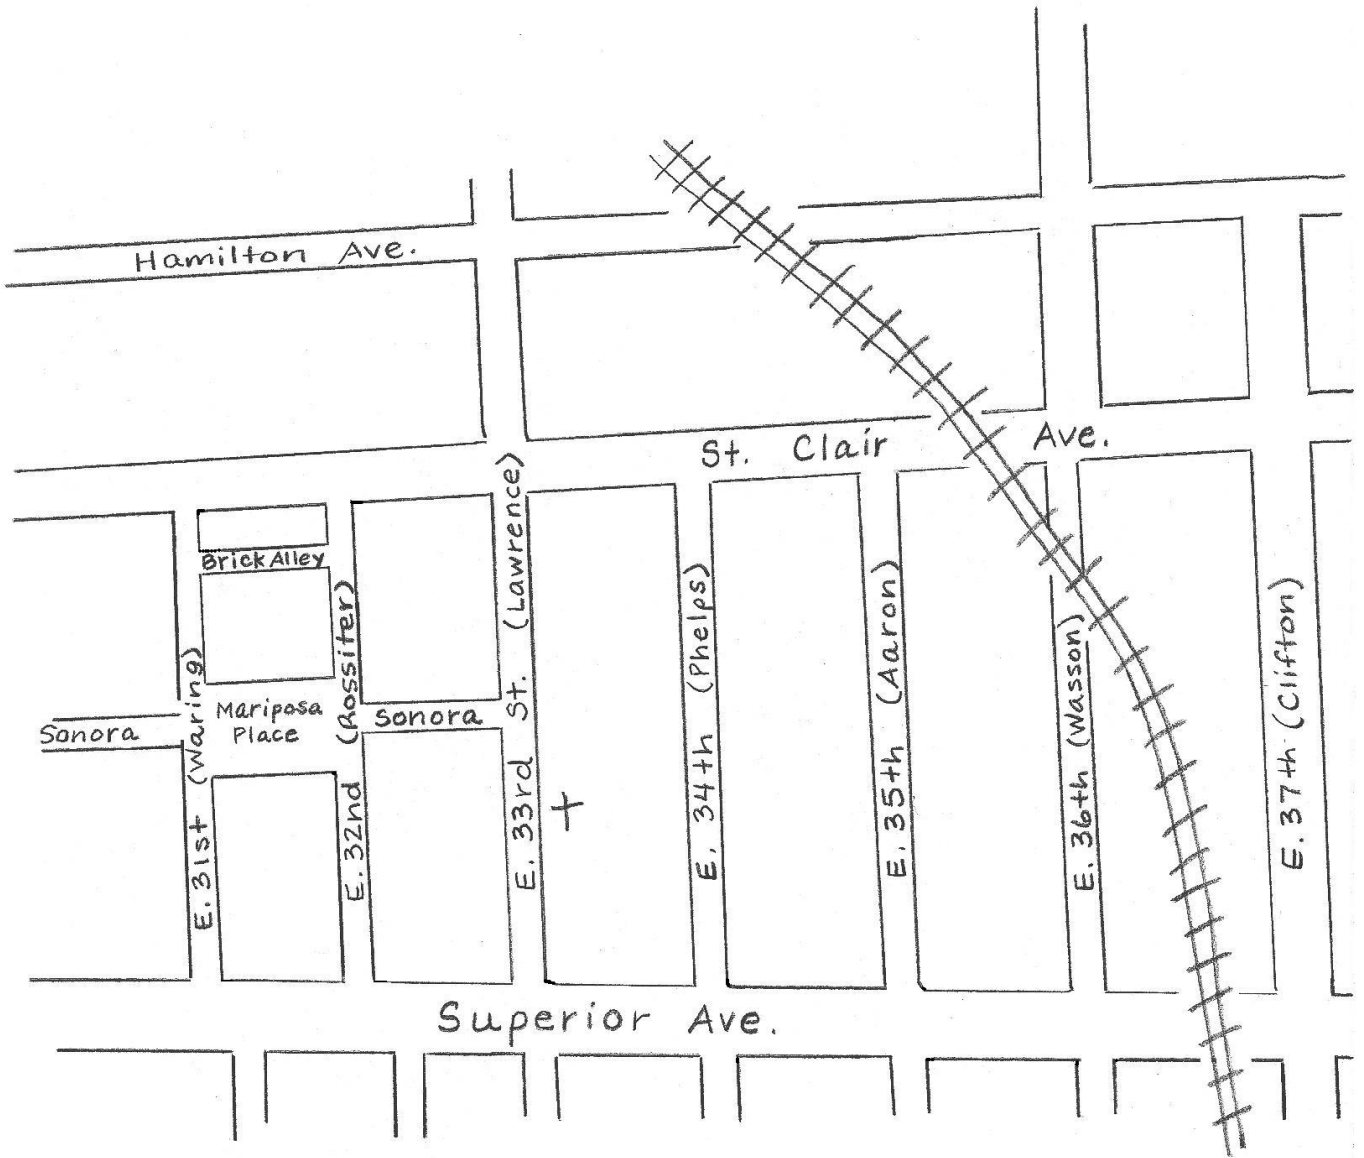 Hamilton Ave.
St. Clair Ave.
Brick Alley
Mariposa
Place
Sonora
Sonora
E. 31st (Waring)
E. 32nd (Rossiter)
E. 33rd St. (Lawrence)
E. 34th (Phelps)
E. 35th (Aaron)
E. 36th (Wasson)
E. 37th (Clifton)
Superior Ave.